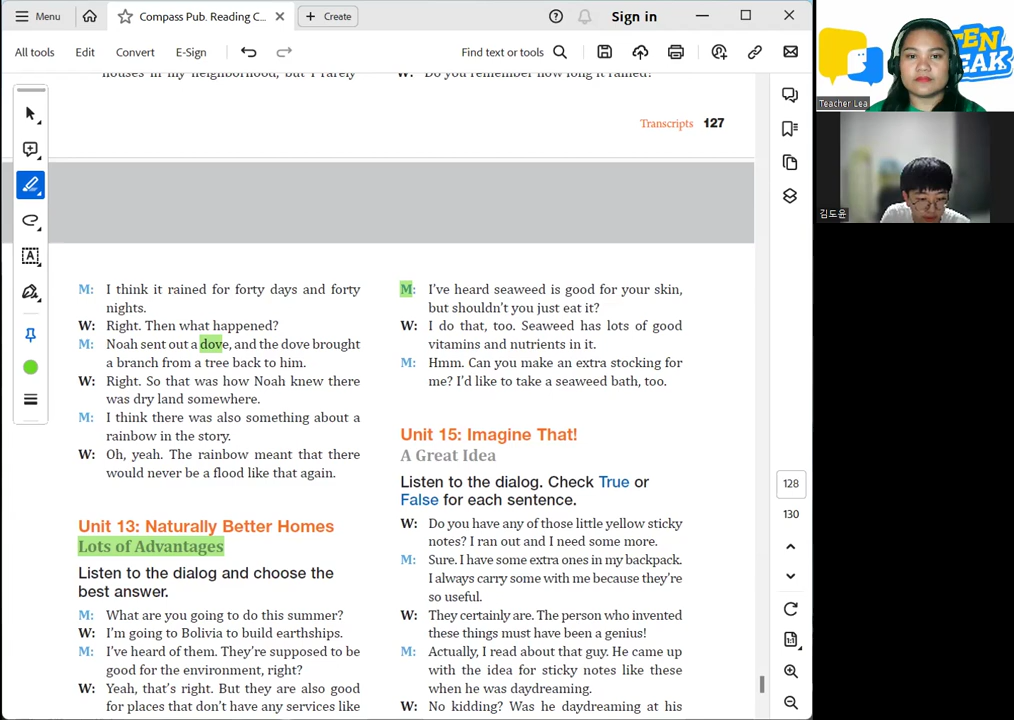 Menu
Compass Pub. Reading C...
Create
Sign in
All tools
Edit
Convert
E-Sign
Find text or tools
houses in my neighborhood, but I rarely
W: Do you remember how long it rained?
Transcripts 127
M: I think it rained for forty days and forty
nights.
W: Right. Then what happened?
M: Noah sent out a dove, and the dove brought
a branch from a tree back to him.
W: Right. So that was how Noah knew there
was dry land somewhere.
M: I think there was also something about a
rainbow in the story.
W: Oh, yeah. The rainbow meant that there
would never be a flood like that again.
Unit 13: Naturally Better Homes
Lots of Advantages
Listen to the dialog and choose the
best answer.
M: What are you going to do this summer?
W: I'm going to Bolivia to build earthships.
M: I've heard of them. They're supposed to be
good for the environment, right?
W: Yeah, that's right. But they are also good
for places that don't have any services like
M: I've heard seaweed is good for your skin,
but shouldn't you just eat it?
W: I do that, too. Seaweed has lots of good
vitamins and nutrients in it.
M: Hmm. Can you make an extra stocking for
me? I'd like to take a seaweed bath, too.
Unit 15: Imagine That!
A Great Idea
Listen to the dialog. Check True or
False for each sentence.
W: Do you have any of those little yellow sticky
notes? I ran out and I need some more.
M: Sure. I have some extra ones in my backpack.
I always carry some with me because they're
so useful.
W: They certainly are. The person who invented
these things must have been a genius!
M: Actually, I read about that guy. He came up
with the idea for sticky notes like these
when he was daydreaming.
W: No kidding? Was he daydreaming at his
128
130
Teacher Lea
김도윤